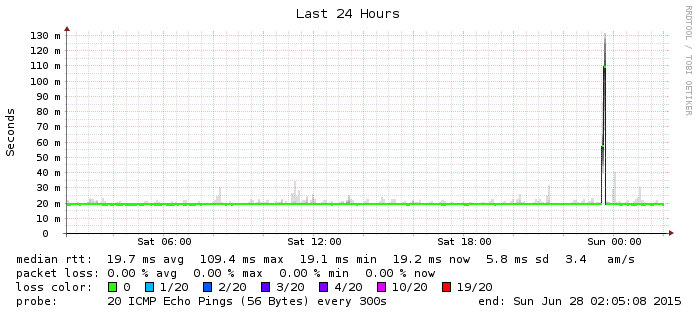 Last 24 Hours
RRDTOOL / TOBI OETIKER
Seconds
130 m
120 m
110 m
100 m
90 m
80 m
70 m
60 m
50 m
40 m
30 m
20 m
10 m
0
Sat 06:00 Sat 12:00 Sat 18:00 Sun 00:00
median rtt: 19.7 ms avg 109.4 ms max 19.1 ms min 19.2 ms now 5.8 ms sd 3.4 am/s
packet loss: 0.00 % avg 0.00 % max 0.00 % min 0.00 % now
loss color: 0 1/20 2/20 3/20 4/20 10/20 19/20
probe: 20 ICMP Echo Pings (56 Bytes) every 300s end: Sun Jun 28 02:05:08 2015